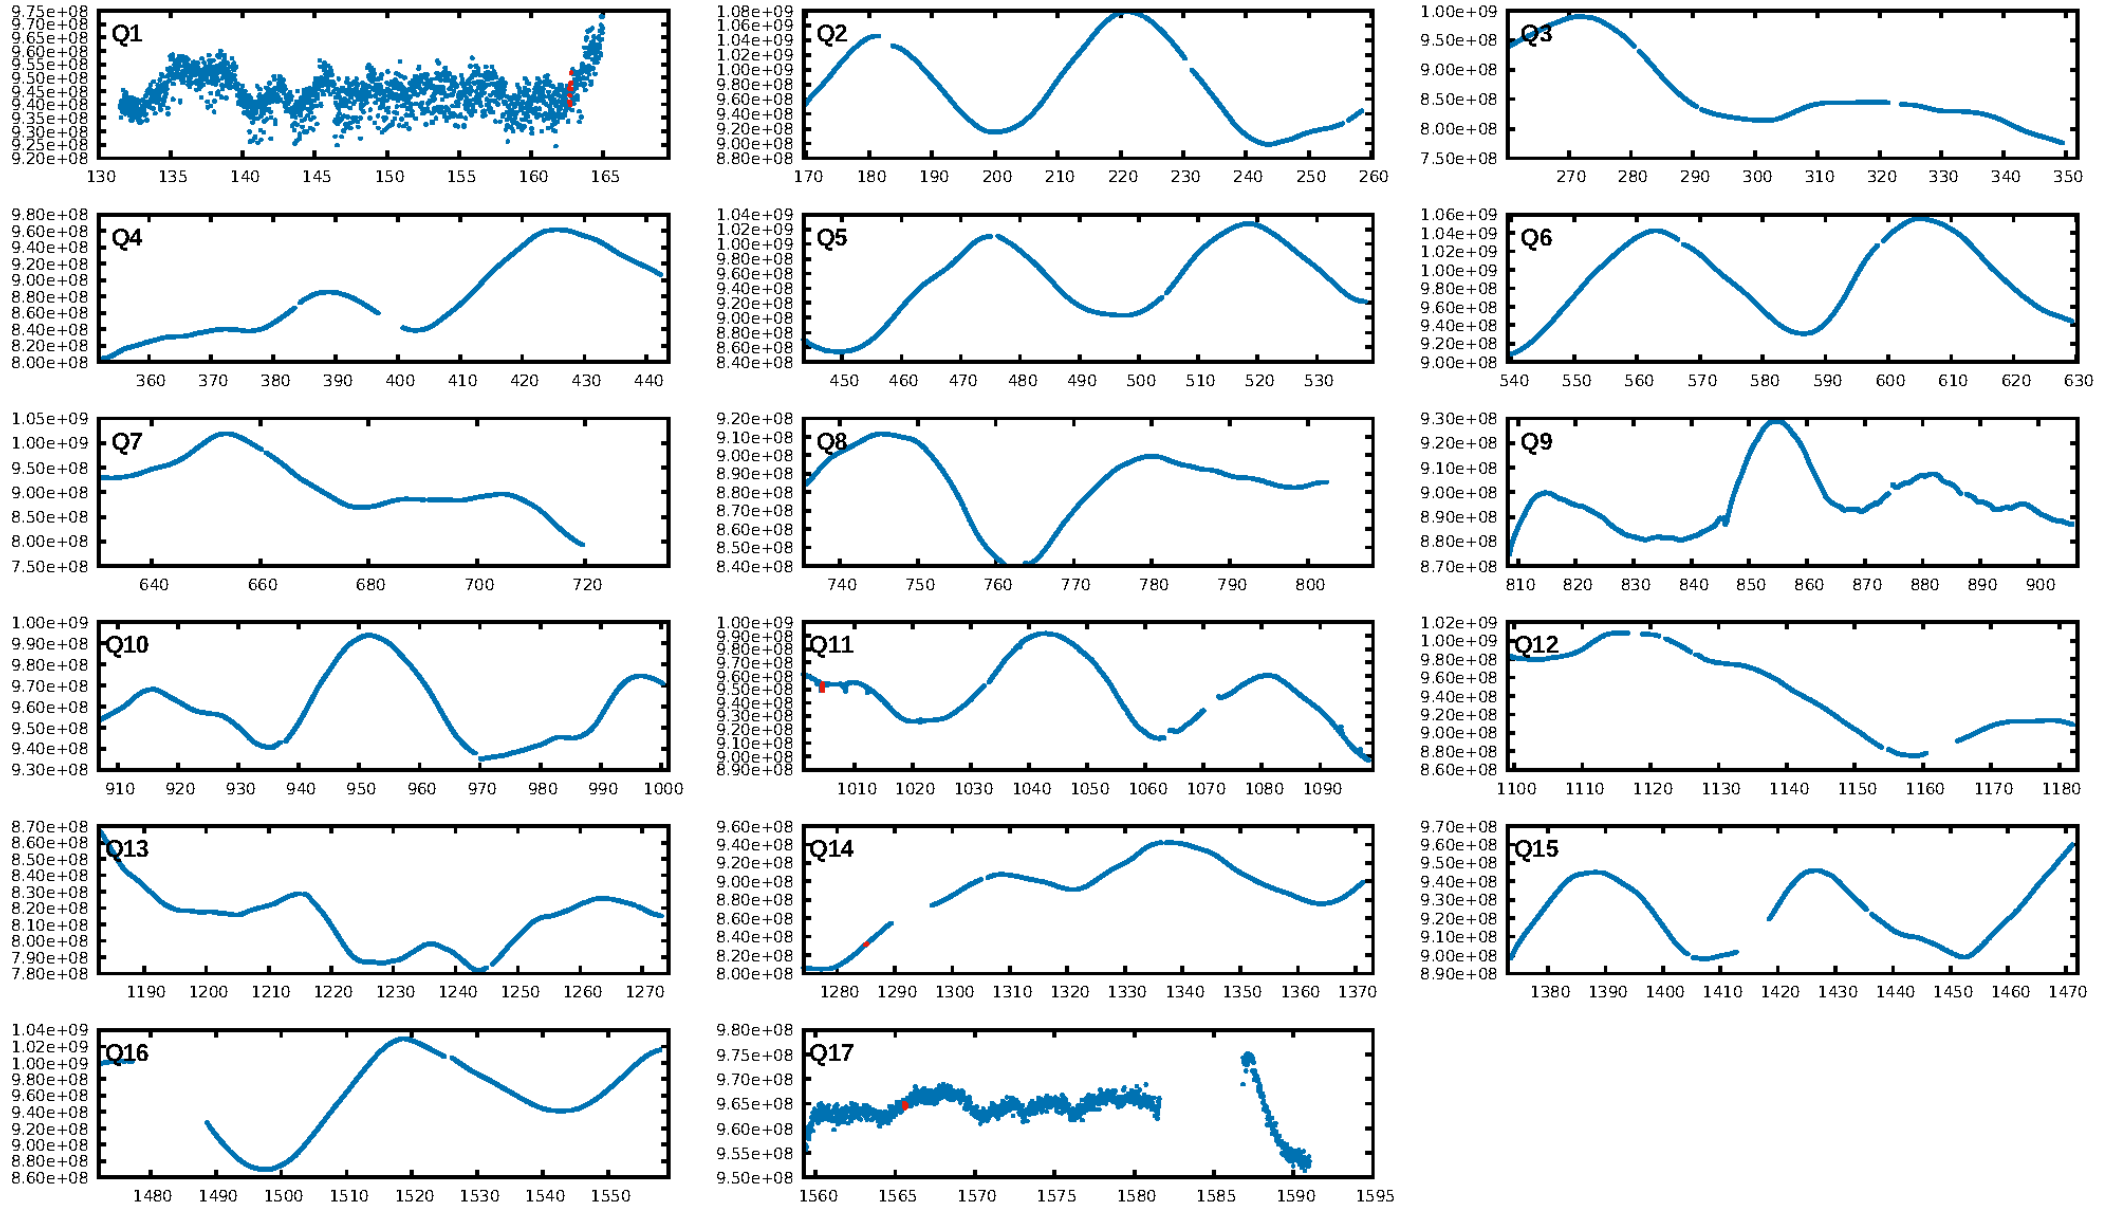 9.75e+08
9.70e+08
9.65e+08
9.60e+08
9.55e+08
9.50e+08
9.45e+08
9.40e+08
9.35e+08
9.30e+08
9.25e+08
9.20e+08
Q1
130 135 140 145 150 155 160 165
1.08e+09
1.06e+09
1.04e+09
1.02e+09
1.00e+09
9.80e+08
9.60e+08
9.40e+08
9.20e+08
9.00e+08
8.80e+08
Q2
170 180 190 200 210 220 230 240 250 260
1.00e+09
9.50e+08
9.00e+08
8.50e+08
8.00e+08
7.50e+08
Q3
270 280 290 300 310 320 330 340 350
9.80e+08
9.60e+08
9.40e+08
9.20e+08
9.00e+08
8.80e+08
8.60e+08
8.40e+08
8.20e+08
8.00e+08
Q4
360 370 380 390 400 410 420 430 440
1.04e+09
1.02e+09
1.00e+09
9.80e+08
9.60e+08
9.40e+08
9.20e+08
9.00e+08
8.80e+08
8.60e+08
8.40e+08
Q5
450 460 470 480 490 500 510 520 530
1.06e+09
1.04e+09
1.02e+09
1.00e+09
9.80e+08
9.60e+08
9.40e+08
9.20e+08
9.00e+08
Q6
540 550 560 570 580 590 600 610 620 630
1.05e+09
1.00e+09
9.50e+08
9.00e+08
8.50e+08
8.00e+08
7.50e+08
Q7
640 660 680 700 720
9.20e+08
9.10e+08
9.00e+08
8.90e+08
8.80e+08
8.70e+08
8.60e+08
8.50e+08
8.40e+08
Q8
740 750 760 770 780 790 800
9.30e+08
9.20e+08
9.10e+08
9.00e+08
8.90e+08
8.80e+08
8.70e+08
Q9
810 820 830 840 850 860 870 880 890 900
1.00e+09
9.90e+08
9.80e+08
9.70e+08
9.60e+08
9.50e+08
9.40e+08
9.30e+08
Q10
910 920 930 940 950 960 970 980 990 1000
1.00e+09
9.90e+08
9.80e+08
9.70e+08
9.60e+08
9.50e+08
9.40e+08
9.30e+08
9.20e+08
9.10e+08
9.00e+08
8.90e+08
Q11
1010 1020 1030 1040 1050 1060 1070 1080 1090
1.02e+09
1.00e+09
9.80e+08
9.60e+08
9.40e+08
9.20e+08
9.00e+08
8.80e+08
8.60e+08
Q12
1100 1110 1120 1130 1140 1150 1160 1170 1180
8.70e+08
8.60e+08
8.50e+08
8.40e+08
8.30e+08
8.20e+08
8.10e+08
8.00e+08
7.90e+08
7.80e+08
Q13
1190 1200 1210 1220 1230 1240 1250 1260 1270
9.60e+08
9.40e+08
9.20e+08
9.00e+08
8.80e+08
8.60e+08
8.40e+08
8.20e+08
8.00e+08
Q14
1280 1290 1300 1310 1320 1330 1340 1350 1360 1370
9.70e+08
9.60e+08
9.50e+08
9.40e+08
9.30e+08
9.20e+08
9.10e+08
9.00e+08
8.90e+08
Q15
1380 1390 1400 1410 1420 1430 1440 1450 1460 1470
1.04e+09
1.02e+09
1.00e+09
9.80e+08
9.60e+08
9.40e+08
9.20e+08
9.00e+08
8.80e+08
8.60e+08
Q16
1480 1490 1500 1510 1520 1530 1540 1550
9.80e+08
9.75e+08
9.70e+08
9.65e+08
9.60e+08
9.55e+08
9.50e+08
Q17
1560 1565 1570 1575 1580 1585 1590 1595